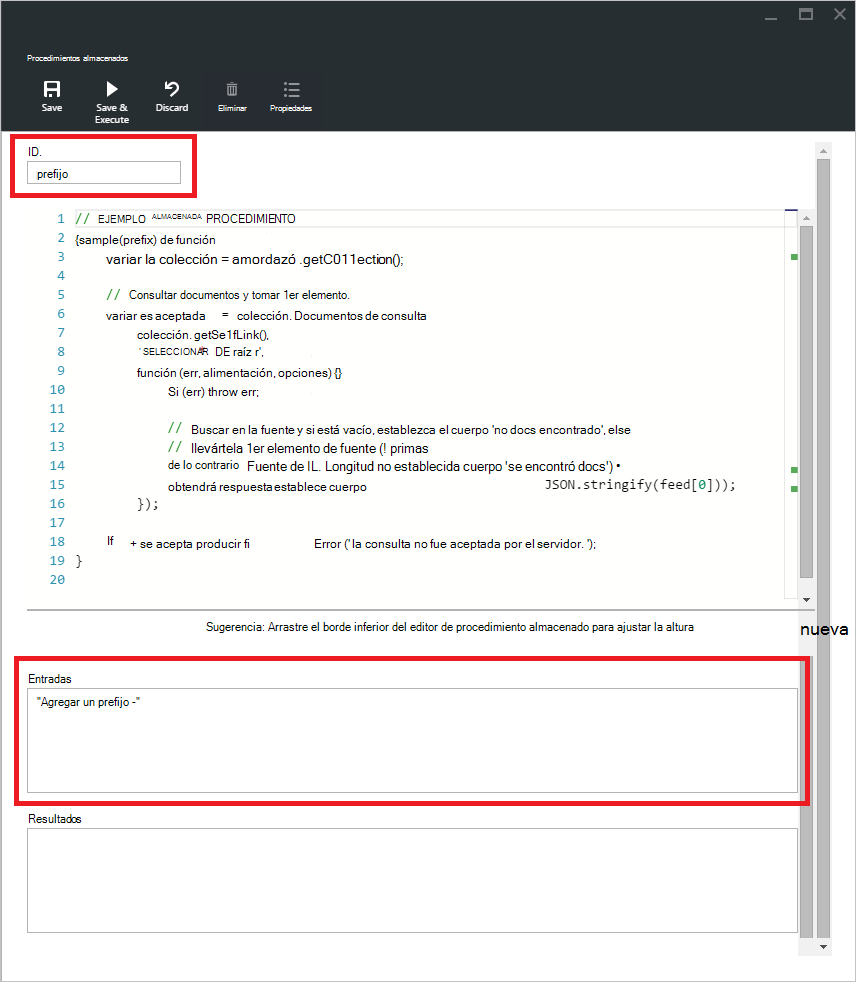 Procedimientos almacenados
Save
Save &
Execute
Discard
Eliminar
Propiedades
ID.
prefijo
1 // EJEMPLO ALMACENADA PROCEDIMIENTO
2 {sample(prefix) de función
3 variar la colección = amordazó .getC011ection();
4
5 // Consultar documentos y tomar 1er elemento.
6 variar es aceptada = colección. Documentos de consulta
7 colección. getSe1fLink(),
8 'SELECCIONAR DE raíz r',
9 función (err, alimentación, opciones) {}
10 Si (err) throw err;
11
12 // Buscar en la fuente y si está vacío, establezca el cuerpo 'no docs encontrado', else
13 // llevártela 1er elemento de fuente (! primas
14 de lo contrario Fuente de IL. Longitud no establecida cuerpo 'se encontró docs') •
15 obtendrá respuesta establece cuerpo JSON.stringify(feed[0]));
16 });
17
18 If + se acepta producir fi Error ('la consulta no fue aceptada por el servidor. ');
19 }
20
Sugerencia: Arrastre el borde inferior del editor de procedimiento almacenado para ajustar la altura
nueva
Entradas
"Agregar un prefijo -"
Resultados